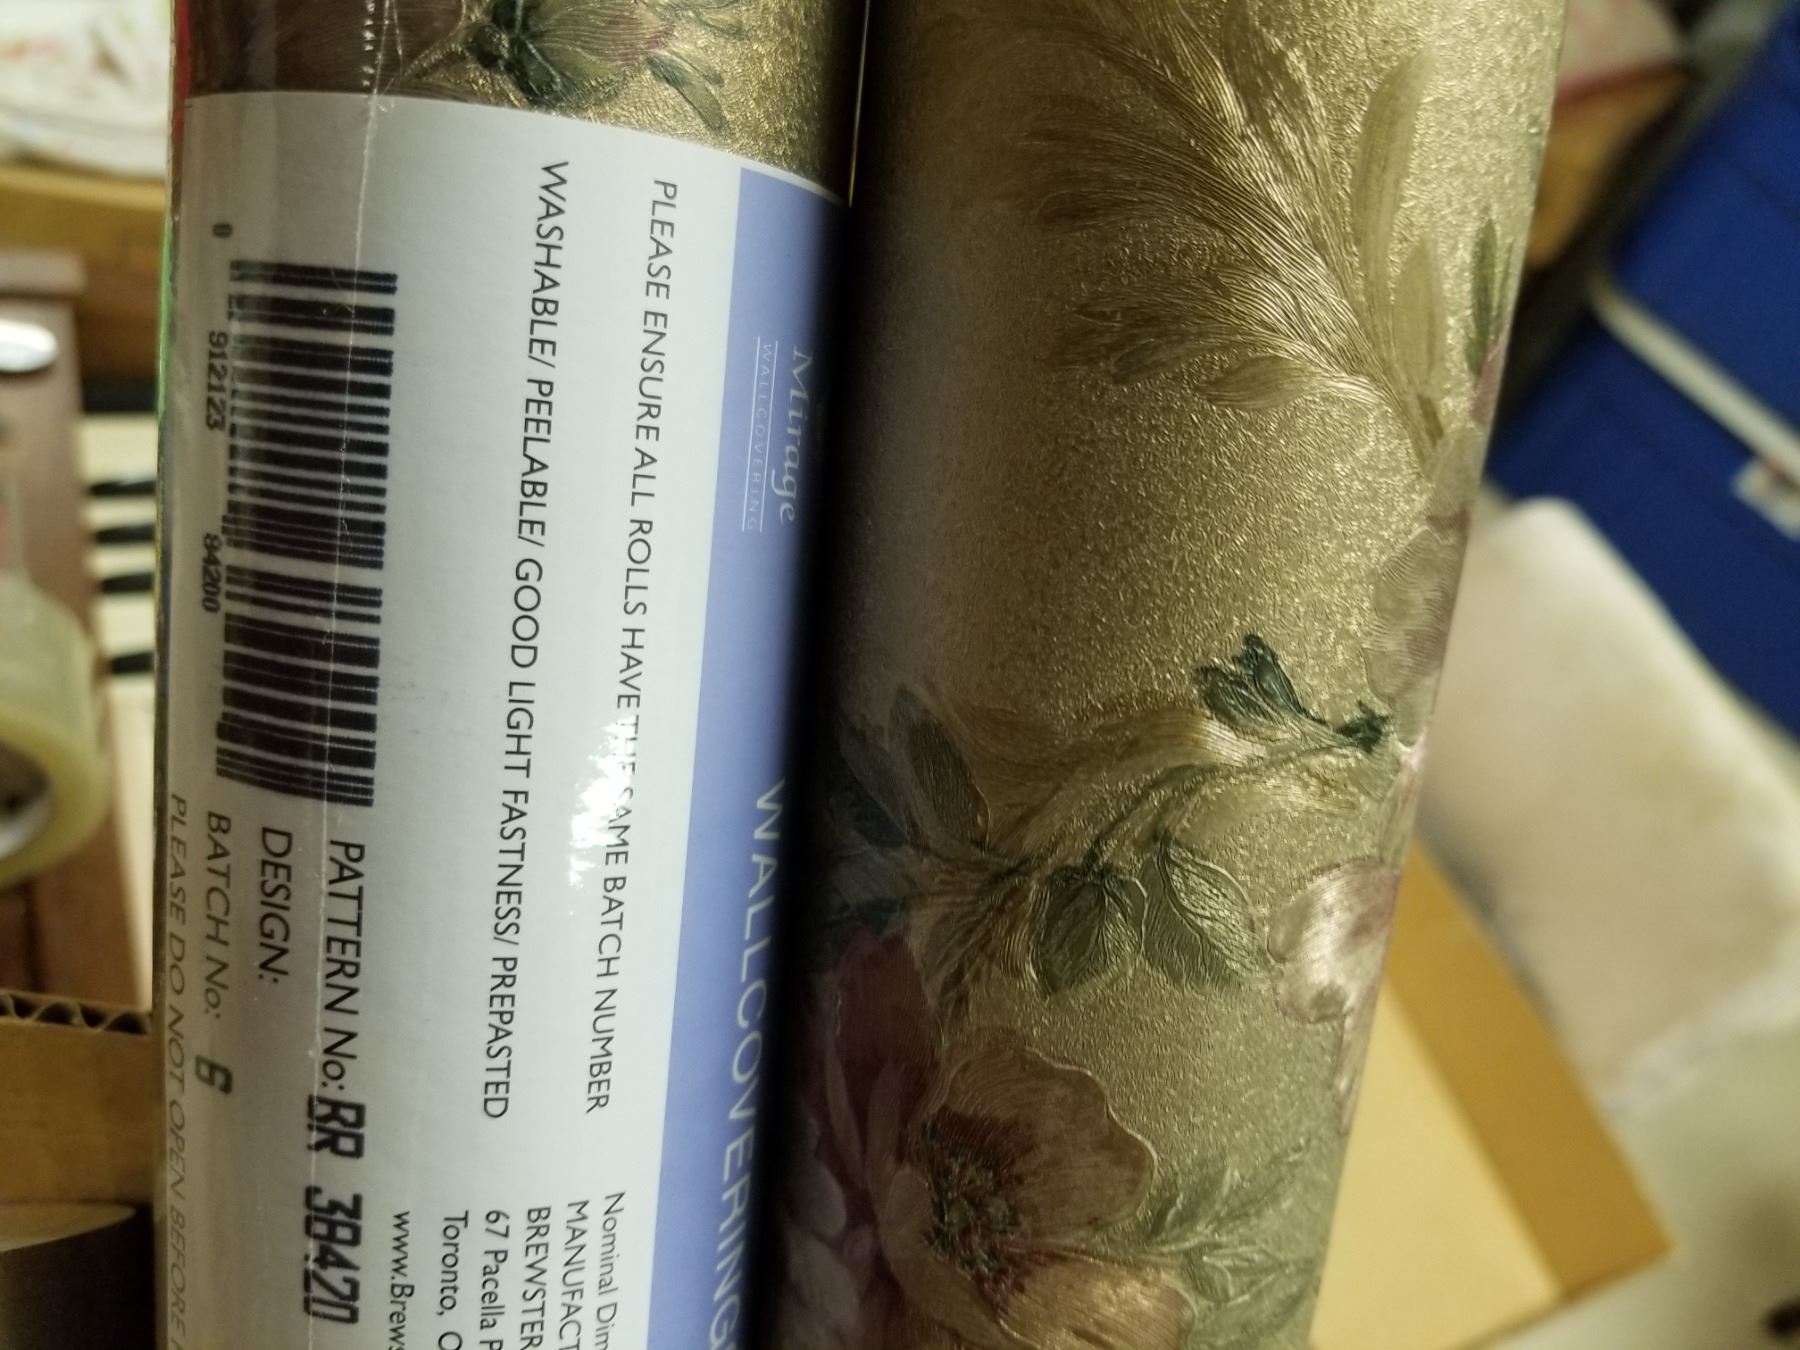 Mirage
WALLCOVERING
WALLCOVERINGS
PLEASE ENSURE ALL ROLLS HAVE THE SAME BATCH NUMBER
WASHABLE/ PEELABLE/ GOOD LIGHT FASTNESS/ PREPASTED
Nominal Dim
MANUFACT
BREWSTER
67 Pacella P
Toronto, O
www.Brews
0 912123 84200
PATTERN No: RR 38420
DESIGN:
BATCH No: 6
PLEASE DO NOT OPEN BEFORE